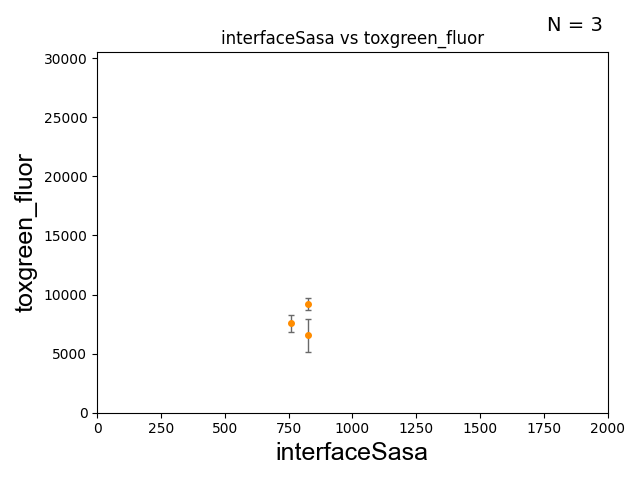 N = 3
interfaceSasa vs toxgreen_fluor
30000
25000
20000
15000
10000
5000
0
toxgreen_fluor
0 250 500 750 1000 1250 1500 1750 2000
interfaceSasa